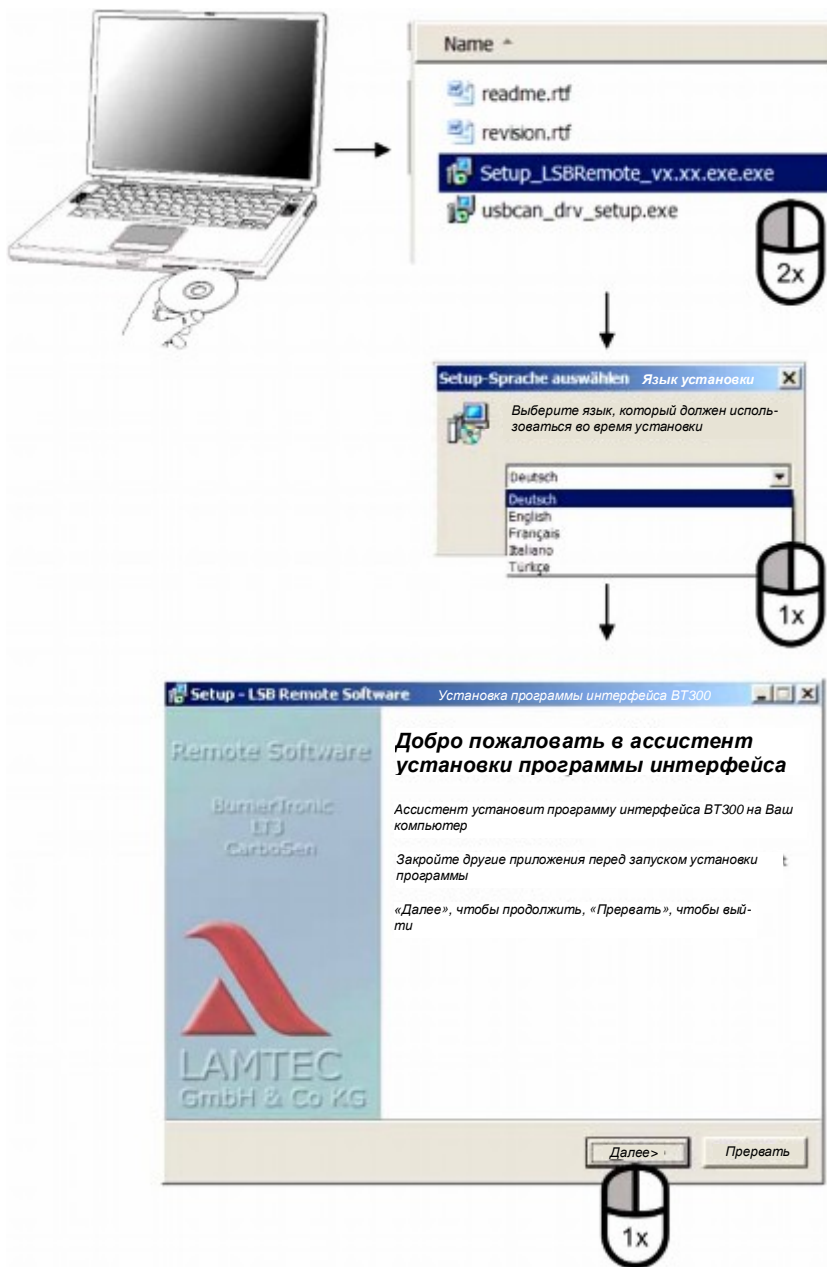 Name
readme.rtf
revision.rtf
Setup_LSBRemote_vx.xx.exe.exe
usbcan_drv_setup.exe
2x
Setup-Sprache auswählen Язык установки
Выберите язык, который должен исполь-
зоваться во время установки
Deutsch
Deutsch
English
Français
Italiano
Türkçe
1x
Setup - LSB Remote Software Установка программы интерфейса BT300
Remote Software
BurnerTronic
LT3
CarboSen
LAMTEC
GmbH & Co KG
Добро пожаловать в ассистент
установки программы интерфейса
Ассистент установит программу интерфейса BT300 на Ваш
компьютер
Закройте другие приложения перед запуском установки
программы
«Далее», чтобы продолжить, «Прервать», чтобы вый-
ти
Далее> Прервать
1x